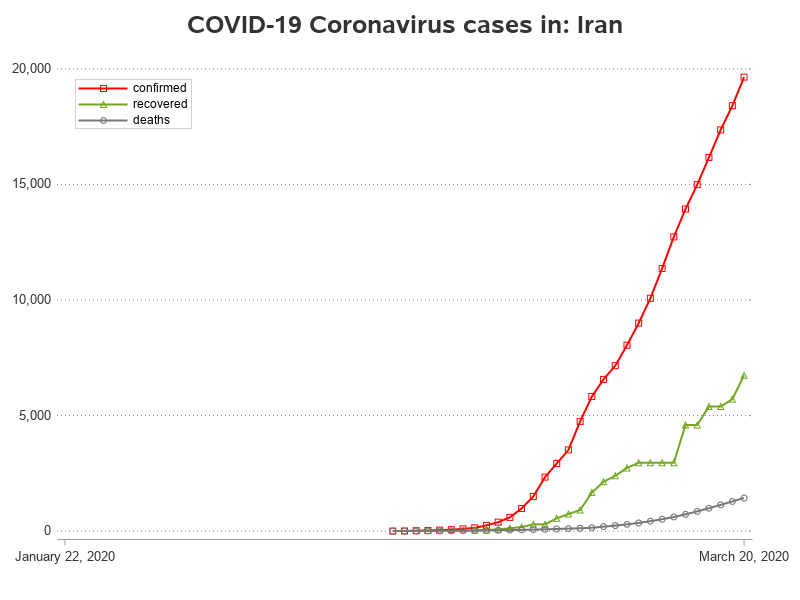 COVID-19 Coronavirus cases in: Iran
20,000
confirmed
recovered
deaths
15,000
10,000
5,000
0
January 22, 2020
March 20, 2020